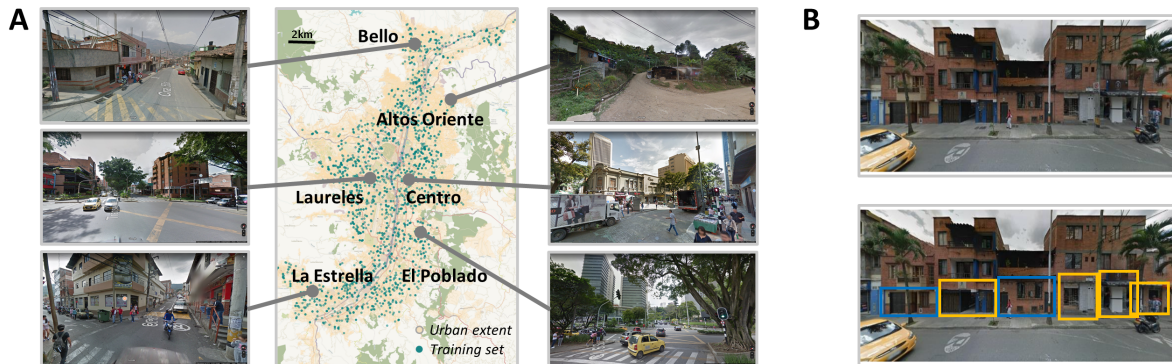 A
B
2km
Bello
Altos Oriente
Laureles
Centro
La Estrella
El Poblado
Urban extent
Training set